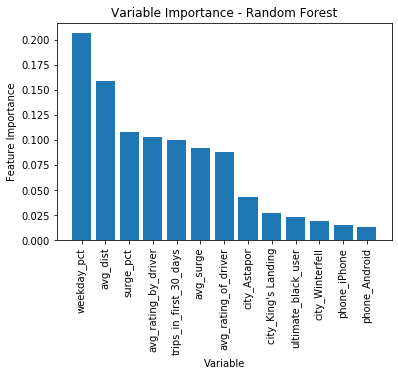 Variable Importance - Random Forest
Feature Importance
0.200
0.175
0.150
0.125
0.100
0.075
0.050
0.025
0.000
weekday_pct
avg_dist
surge_pct
avg_rating_by_driver
trips_in_first_30_days
avg_surge
avg_rating_of_driver
city_Astapor
city_King's Landing
ultimate_black_user
city_Winterfell
phone_iPhone
phone_Android
Variable